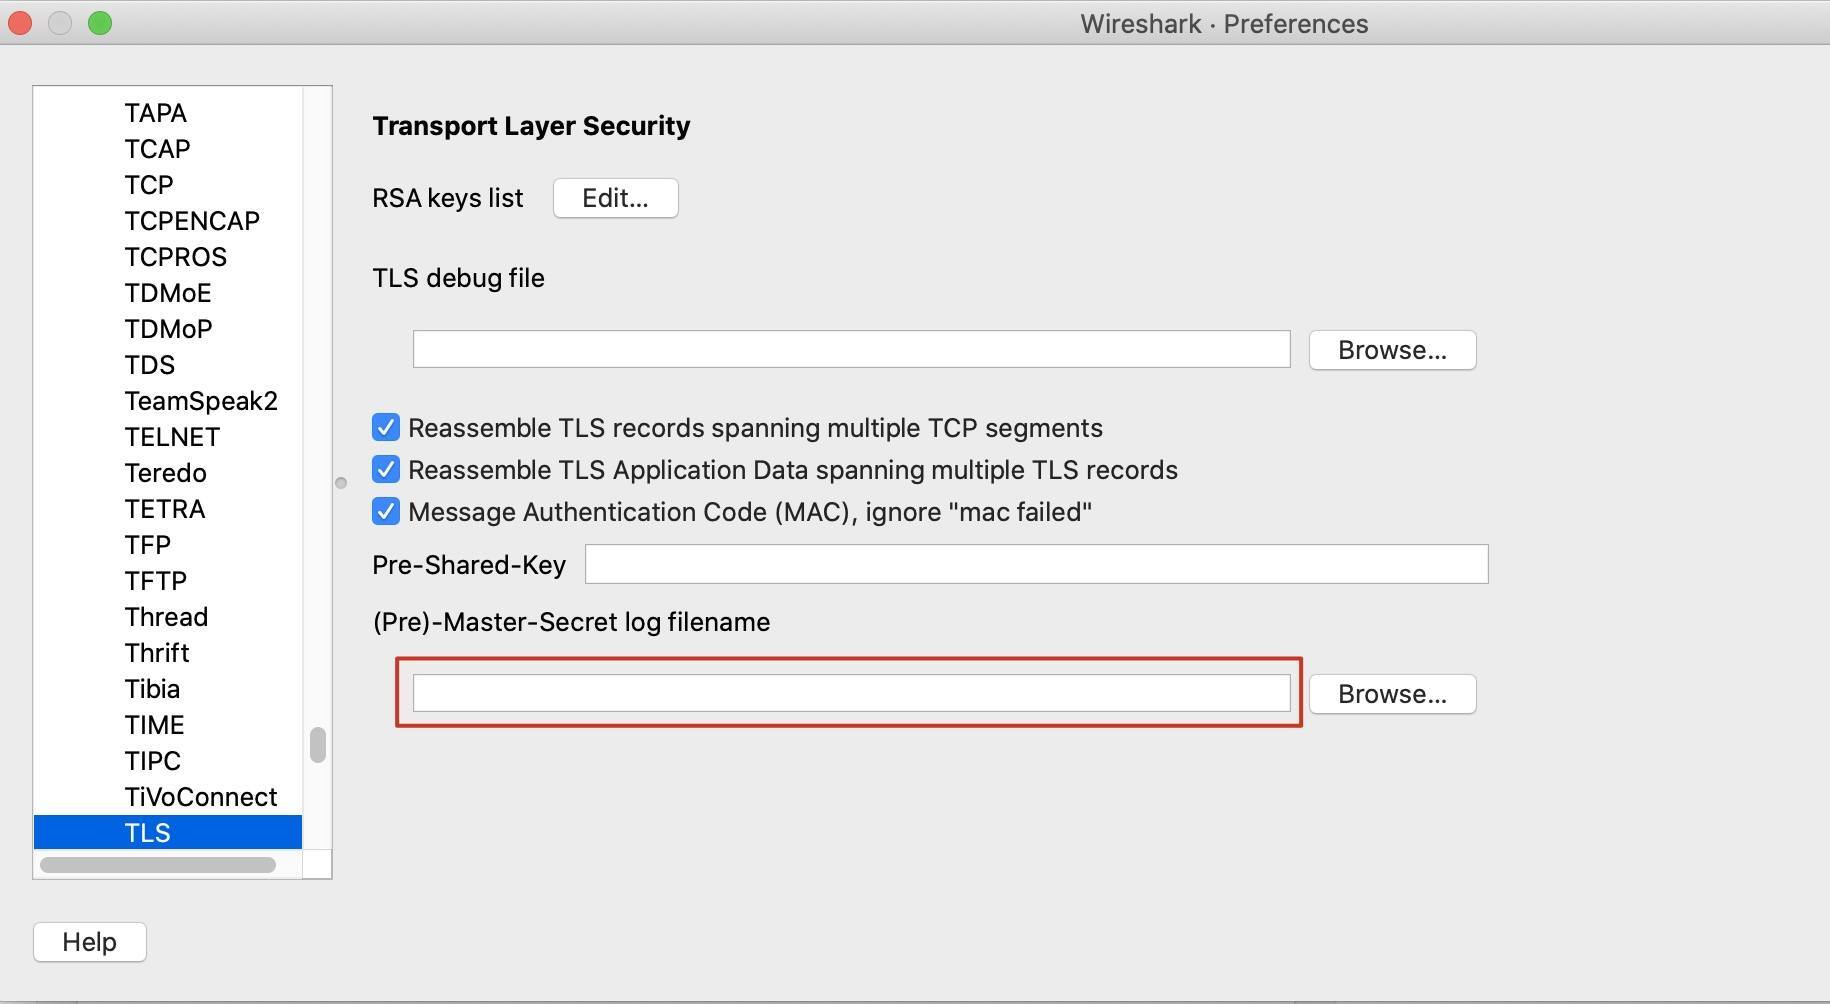 Wireshark · Preferences
TAPA
TCAP
TCP
TCPENCAP
TCPROS
TDMoE
TDMoP
TDS
TeamSpeak2
TELNET
Teredo
TETRA
TFP
TFTP
Thread
Thrift
Tibia
TIME
TIPC
TiVoConnect
TLS
Transport Layer Security
RSA keys list Edit...
TLS debug file
Browse...
Reassemble TLS records spanning multiple TCP segments
Reassemble TLS Application Data spanning multiple TLS records
Message Authentication Code (MAC), ignore "mac failed"
Pre-Shared-Key
(Pre)-Master-Secret log filename
Browse...
Help